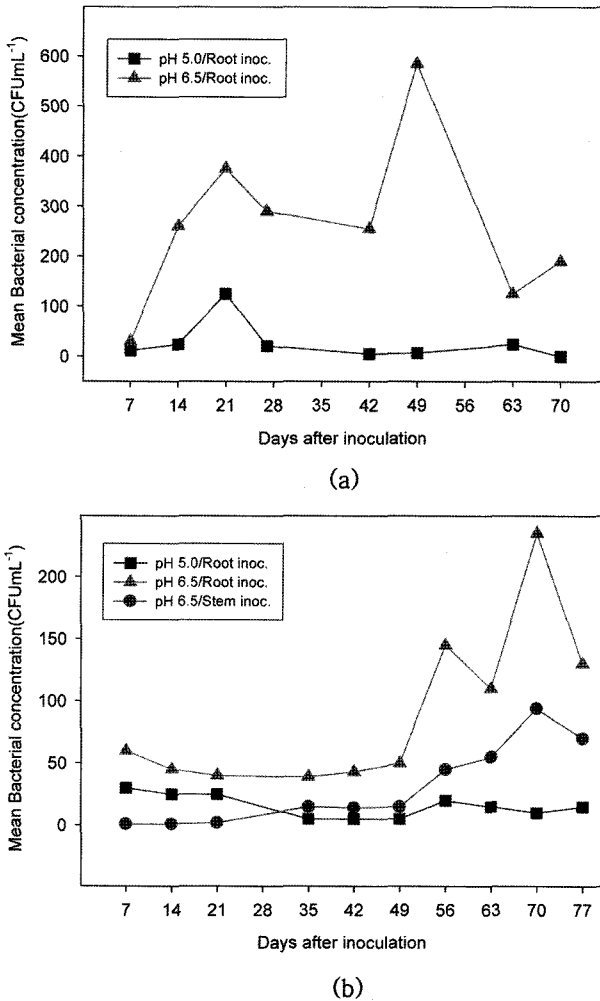 pH 5.0/Root inoc.
pH 6.5/Root inoc.
Mean Bacterial concentration(CFUmL-1)
600
500
400
300
200
100
0
7 14 21 28 35 42 49 56 63 70
Days after inoculation
(a)
pH 5.0/Root inoc.
pH 6.5/Root inoc.
pH 6.5/Stem inoc.
Mean Bacterial concentration(CFUmL-1)
200
150
100
50
0
7 14 21 28 35 42 49 56 63 70 77
Days after inoculation
(b)